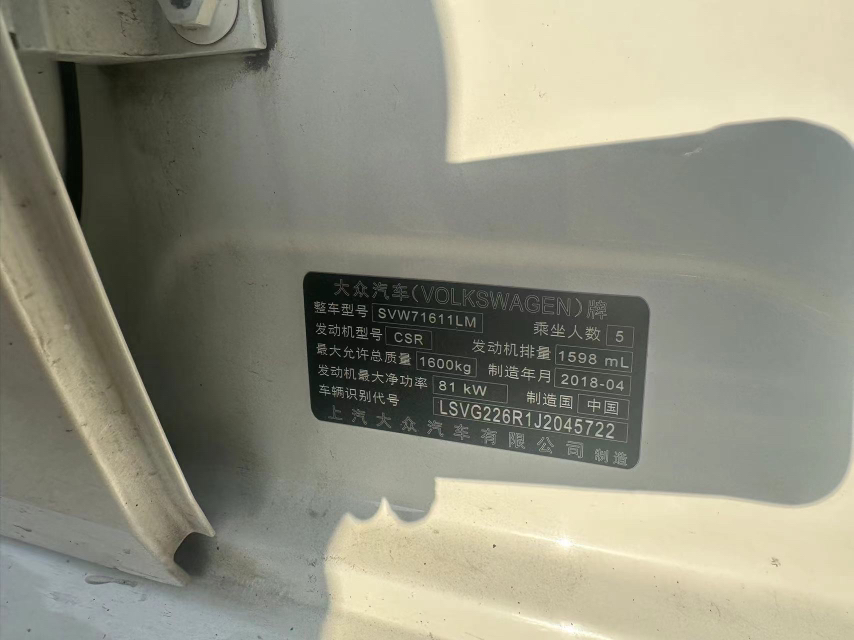 大众汽车(VOLKSWAGEN)牌
整车型号 SVW71611LM 乘坐人数 5
发动机型号 CSR 发动机排量 1598 mL
最大允许总质量 1600kg 制造年月 2018-04
发动机最大净功率 81 kW 制造国 中国
车辆识别代号 LSVG226R1J2045722
上汽大众汽车有限公司 制造